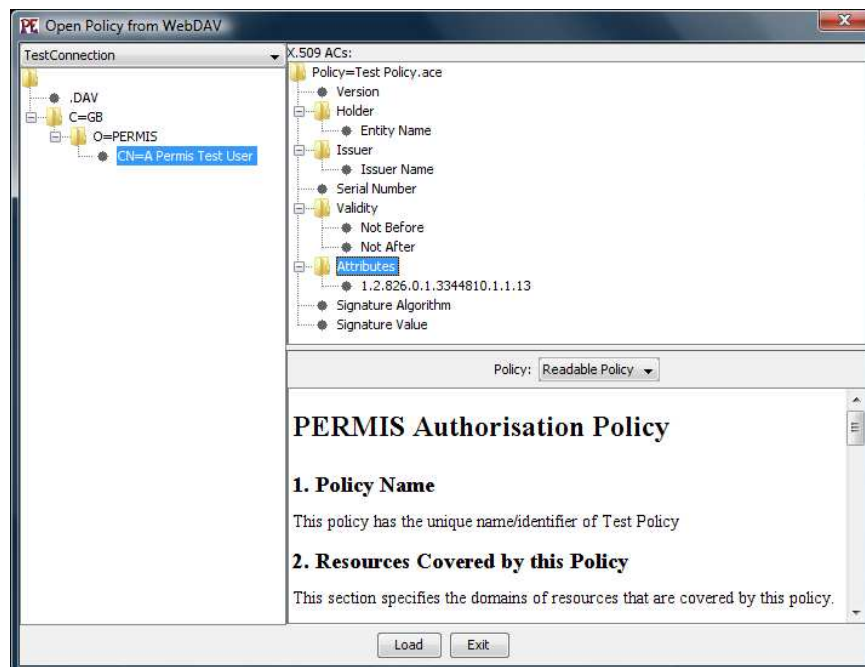 PE Open Policy from WebDAV
TestConnection
.DAV
C=GB
O=PERMIS
CN=A Permis Test User
X.509 ACs:
Policy=Test Policy.ace
Version
Holder
Entity Name
Issuer
Issuer Name
Serial Number
Validity
Not Before
Not After
Attributes
1.2.826.0.1.3344810.1.1.13
Signature Algorithm
Signature Value
Policy: Readable Policy
PERMIS Authorisation Policy
1. Policy Name
This policy has the unique name/identifier of Test Policy
2. Resources Covered by this Policy
This section specifies the domains of resources that are covered by this policy.
Load Exit